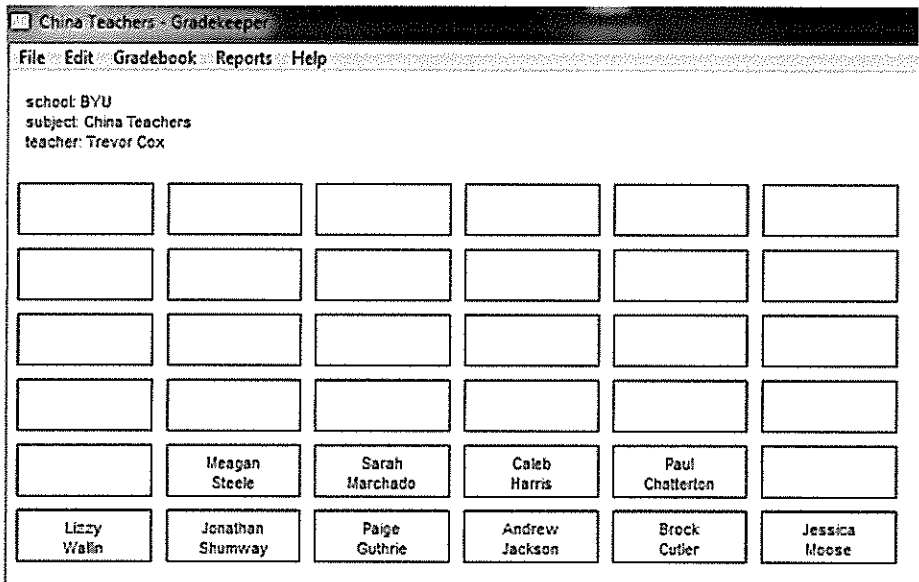 China Teachers - Gradekeeper
File Edit Gradebook Reports Help
school: BYU
subject: China Teachers
teacher: Trevor Cox
Meagan Steele
Sarah Marchado
Caleb Harris
Paul Chatterton
Lizzy Wallin
Jonathan Shumway
Paige Guthrie
Andrew Jackson
Brock Cutler
Jessica Moose